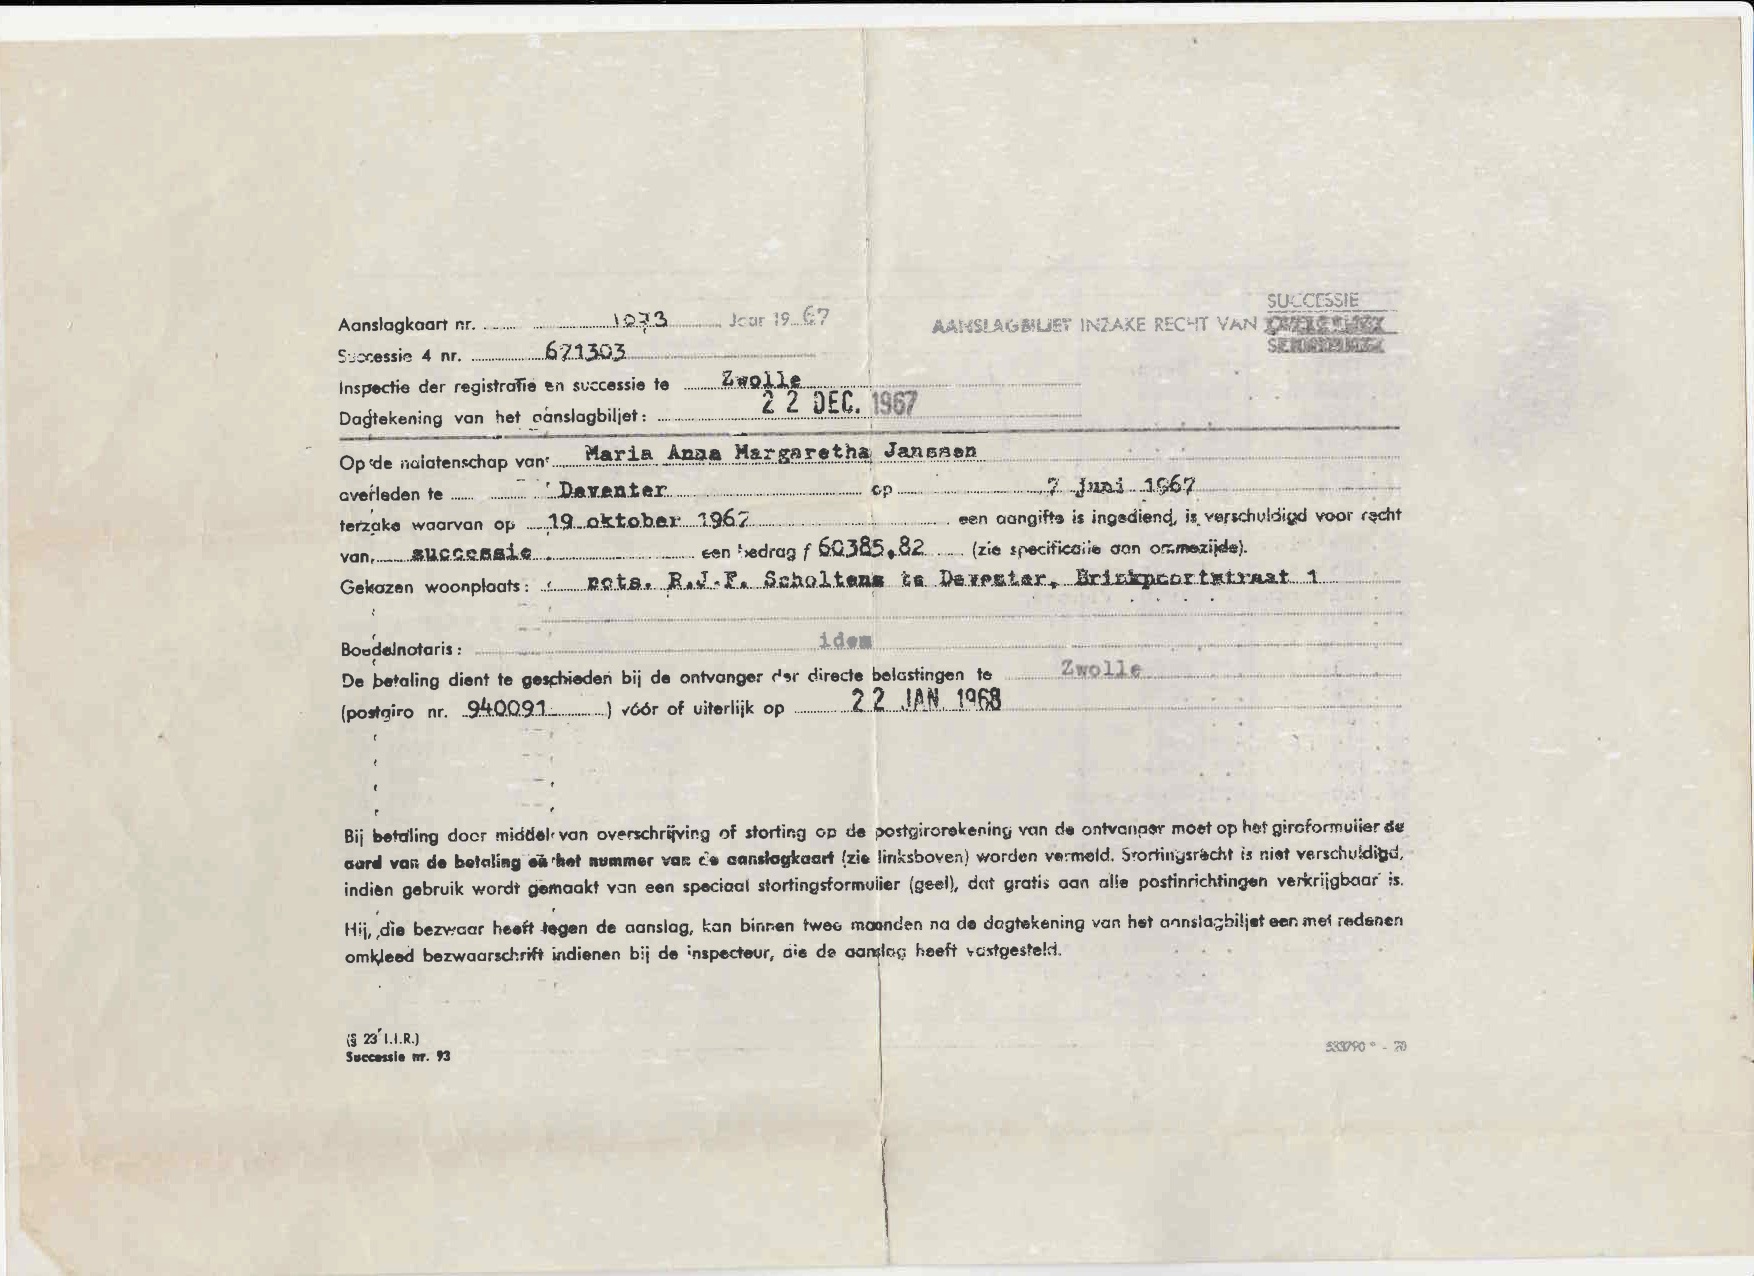 Aanslagkaart nr. 1073 Jaar 1967
SUCCESSIE
AANSLAGBILJET INZAKE RECHT VAN
Successie 4 nr. 671303
Inspectie der registratie en successie te Zwolle
Dagtekening van het aanslagbiljet: 22 DEC. 1967
Op de nalatenschap van Maria Anna Margaretha Janssen
overleden te Deventer op 7 juni 1967
terzake waarvan op 19 oktober 1967 een aangifte is ingediend, is verschuldigd voor recht
van successie een bedrag f 60385,82 (zie specificatie aan ommezijde).
Gekozen woonplaats: nots. R.J.F. Scholtens te Deventer, Brinkpoortstraat 1
Boedelnotaris: idem
De betaling dient te geschieden bij de ontvanger der directe belastingen te Zwolle
(postgiro nr. 940091) vóór of uiterlijk op 22 JAN 1968
Bij betaling door middel van overschrijving of storting op de postgirorekening van de ontvanger moet op het giroformulier de
aard van de betaling en het nummer van de aanslagkaart (zie linksboven) worden vermeld. Stortingsrecht is niet verschuldigd,
indien gebruik wordt gemaakt van een speciaal stortingsformulier (geel), dat gratis aan alle postinrichtingen verkrijgbaar is.
Hij, die bezwaar heeft tegen de aanslag, kan binnen twee maanden na de dagtekening van het aanslagbiljet een met redenen
omkleed bezwaarschrift indienen bij de inspecteur, die de aanslag heeft vastgesteld.
(§ 23 I.I.R.)
Successie nr. 93
533790 * - 70